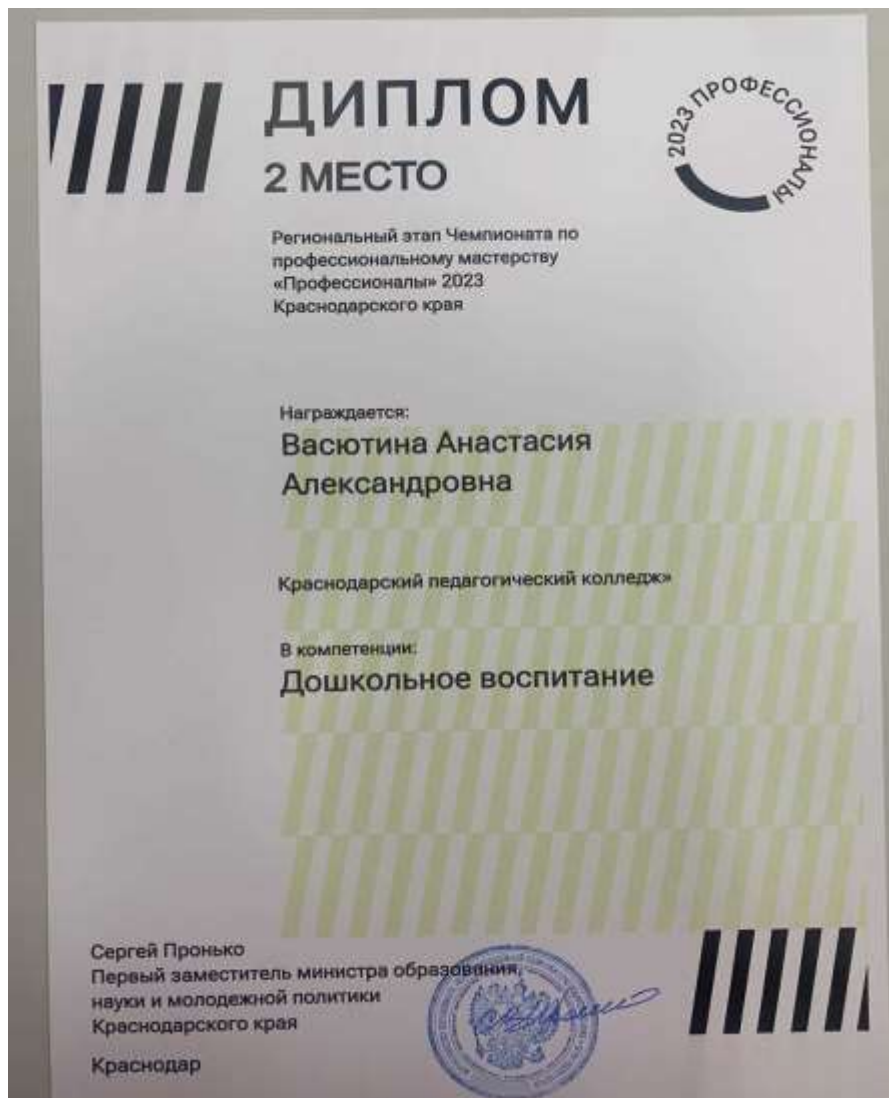 ДИПЛОМ
2 МЕСТО
2023 ПРОФЕССИОНАЛЫ
Региональный этап Чемпионата по
профессиональному мастерству
«Профессионалы» 2023
Краснодарского края
Награждается:
Васютина Анастасия
Александровна
Краснодарский педагогический колледж»
В компетенции:
Дошкольное воспитание
Сергей Пронько
Первый заместитель министра образования,
науки и молодежной политики
Краснодарского края
Краснодар